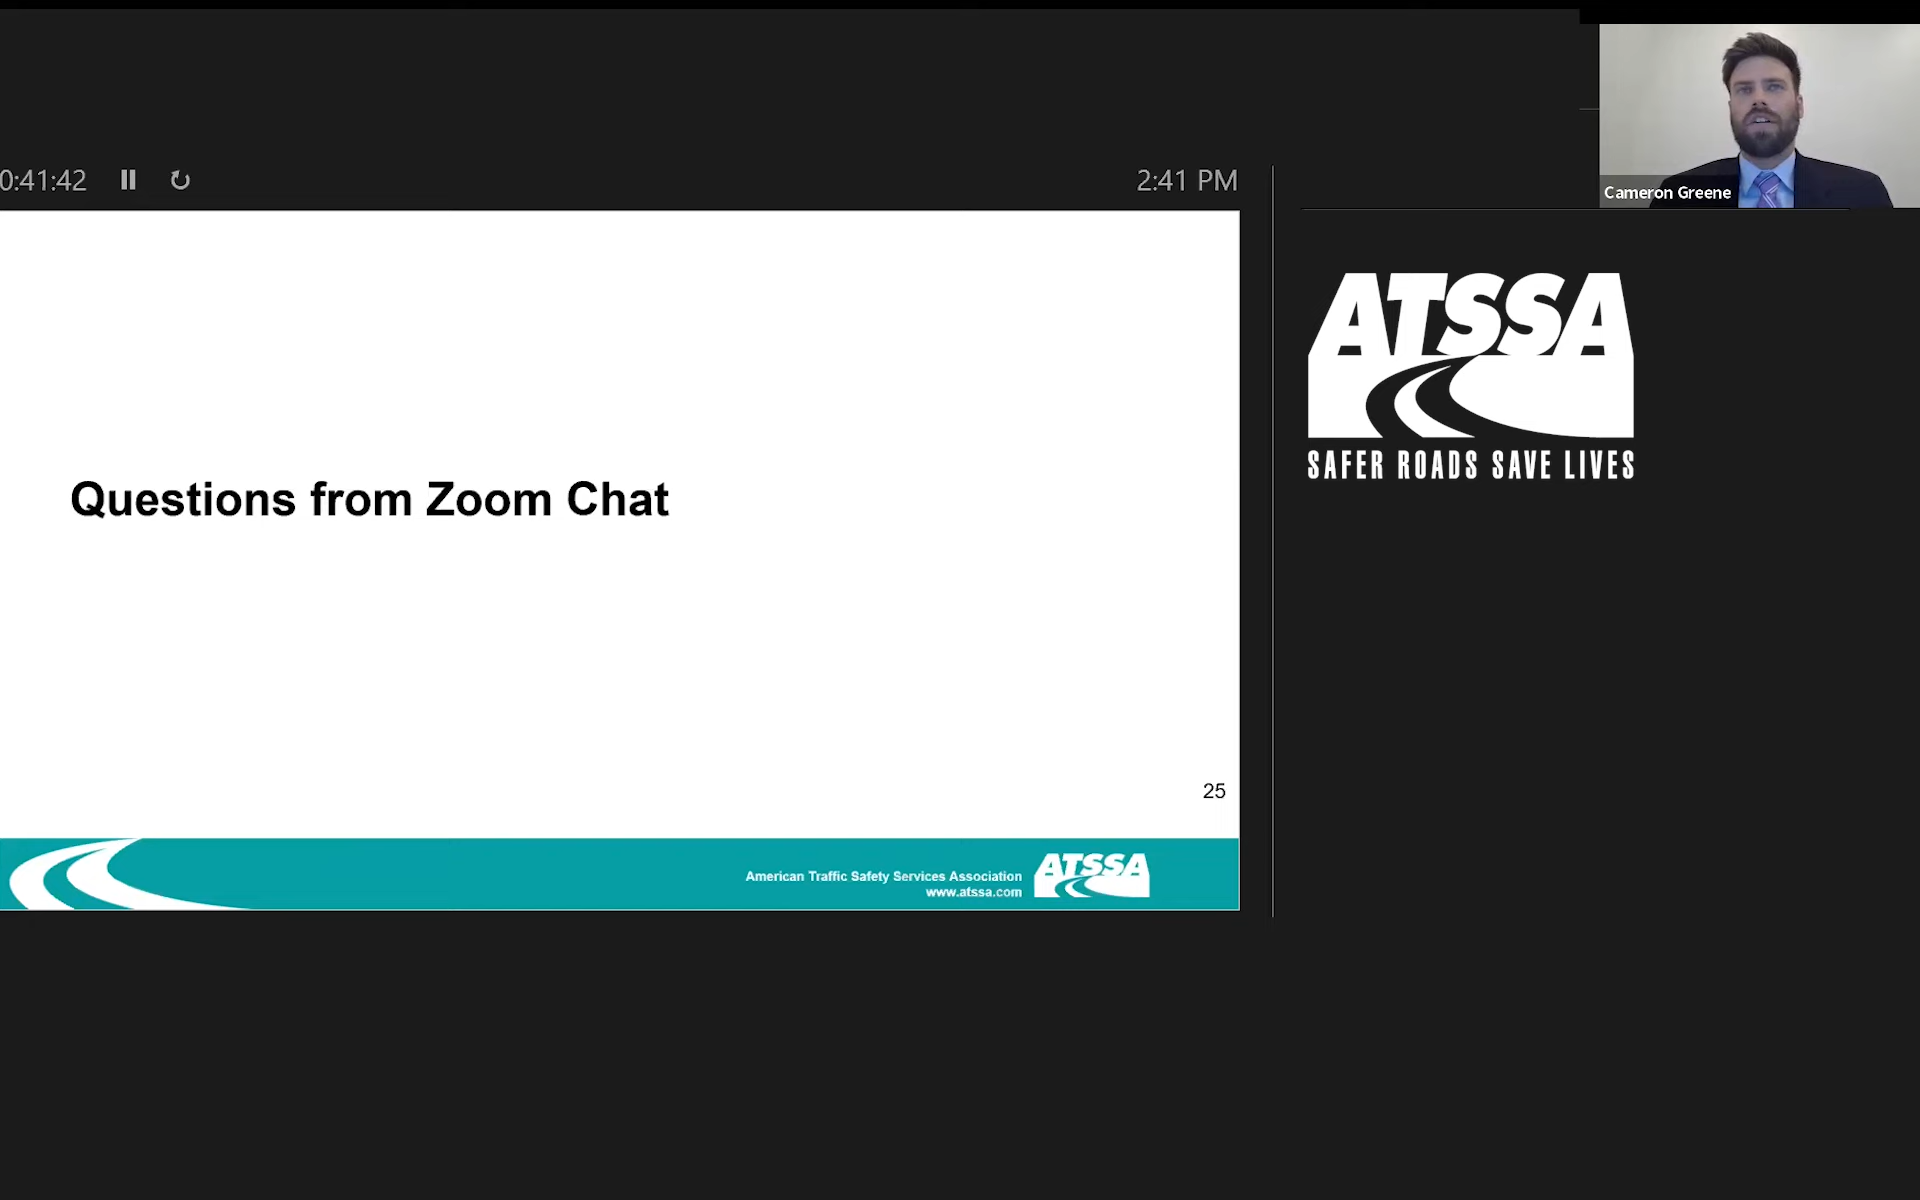 Cameron Greene
0:41:42
2:41 PM
ATSSA
SAFER ROADS SAVE LIVES
Questions from Zoom Chat
25
American Traffic Safety Services Association
www.atssa.com
ATSSA